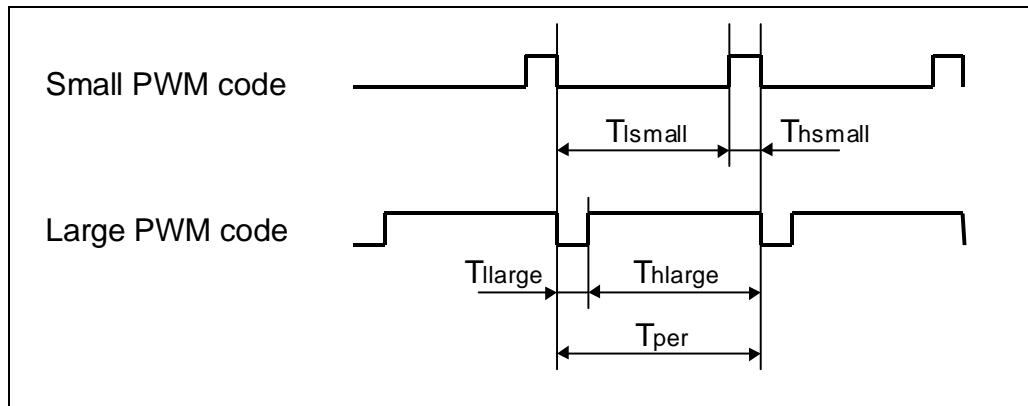 Small PWM code
Tlsmall Thsmall
Large PWM code
Tllarge Thlarge
Tper